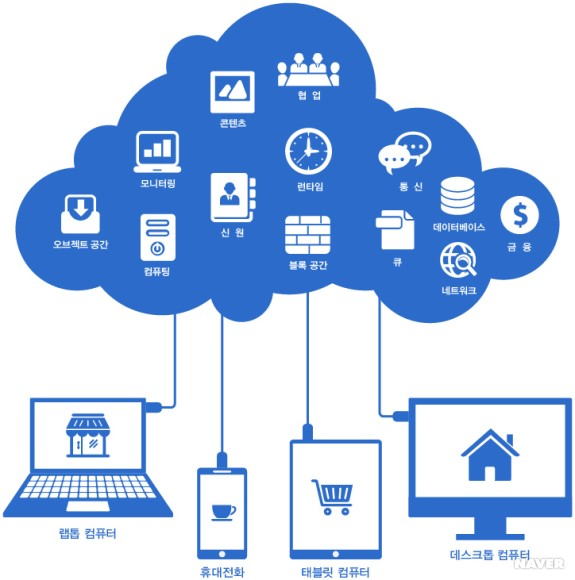 협 업
콘텐츠
모니터링
런타임
통 신
신 원
데이터베이스
오브젝트 공간
컴퓨팅
블록 공간
큐
금 융
네트워크
랩톱 컴퓨터
휴대전화
태블릿 컴퓨터
데스크톱 컴퓨터
NAVER